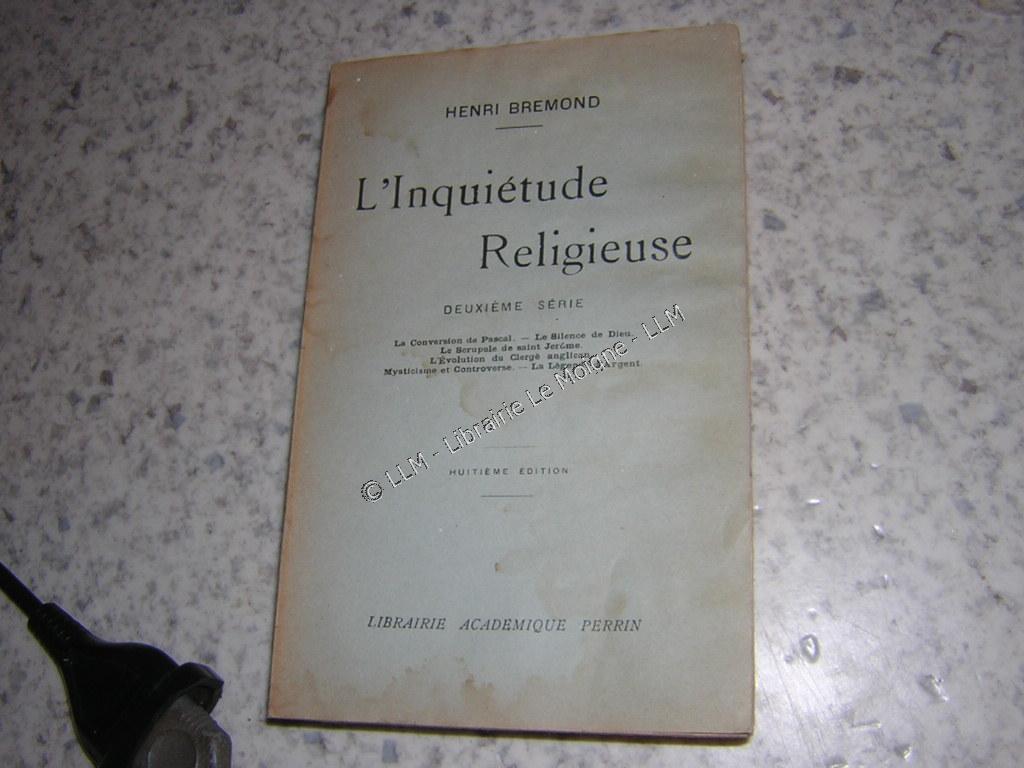 HENRI BREMOND
L'Inquiétude
Religieuse
DEUXIÈME SÉRIE
La Conversion de Pascal. — Le Silence de Dieu.
Le Scrupule de saint Jerôme.
L'Évolution du Clergé anglican.
Mysticisme et Controverse. — La Légende d'Argent.
HUITIÈME ÉDITION
LIBRAIRIE ACADEMIQUE PERRIN
© LLM - Librairie Le Moigne - LLM